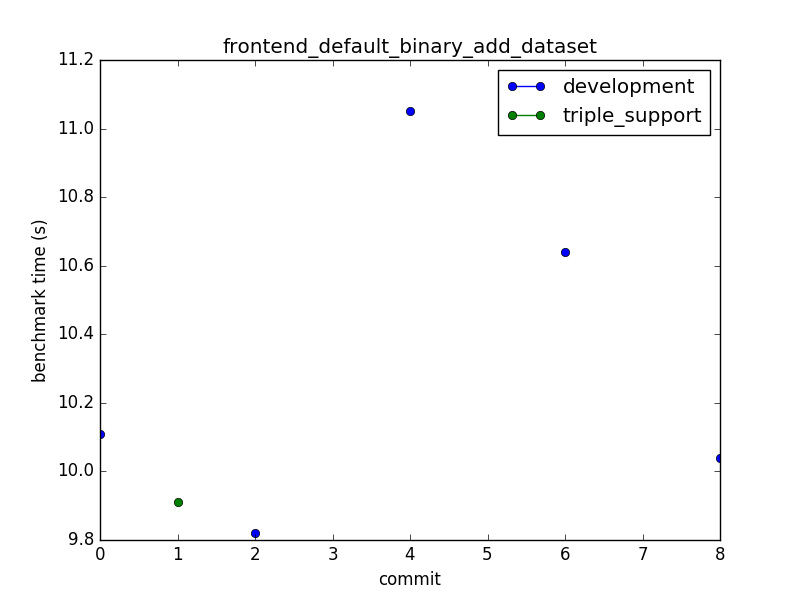 frontend_default_binary_add_dataset
11.2
11.0
10.8
10.6
10.4
10.2
10.0
9.8
benchmark time (s)
development
triple_support
0 1 2 3 4 5 6 7 8
commit